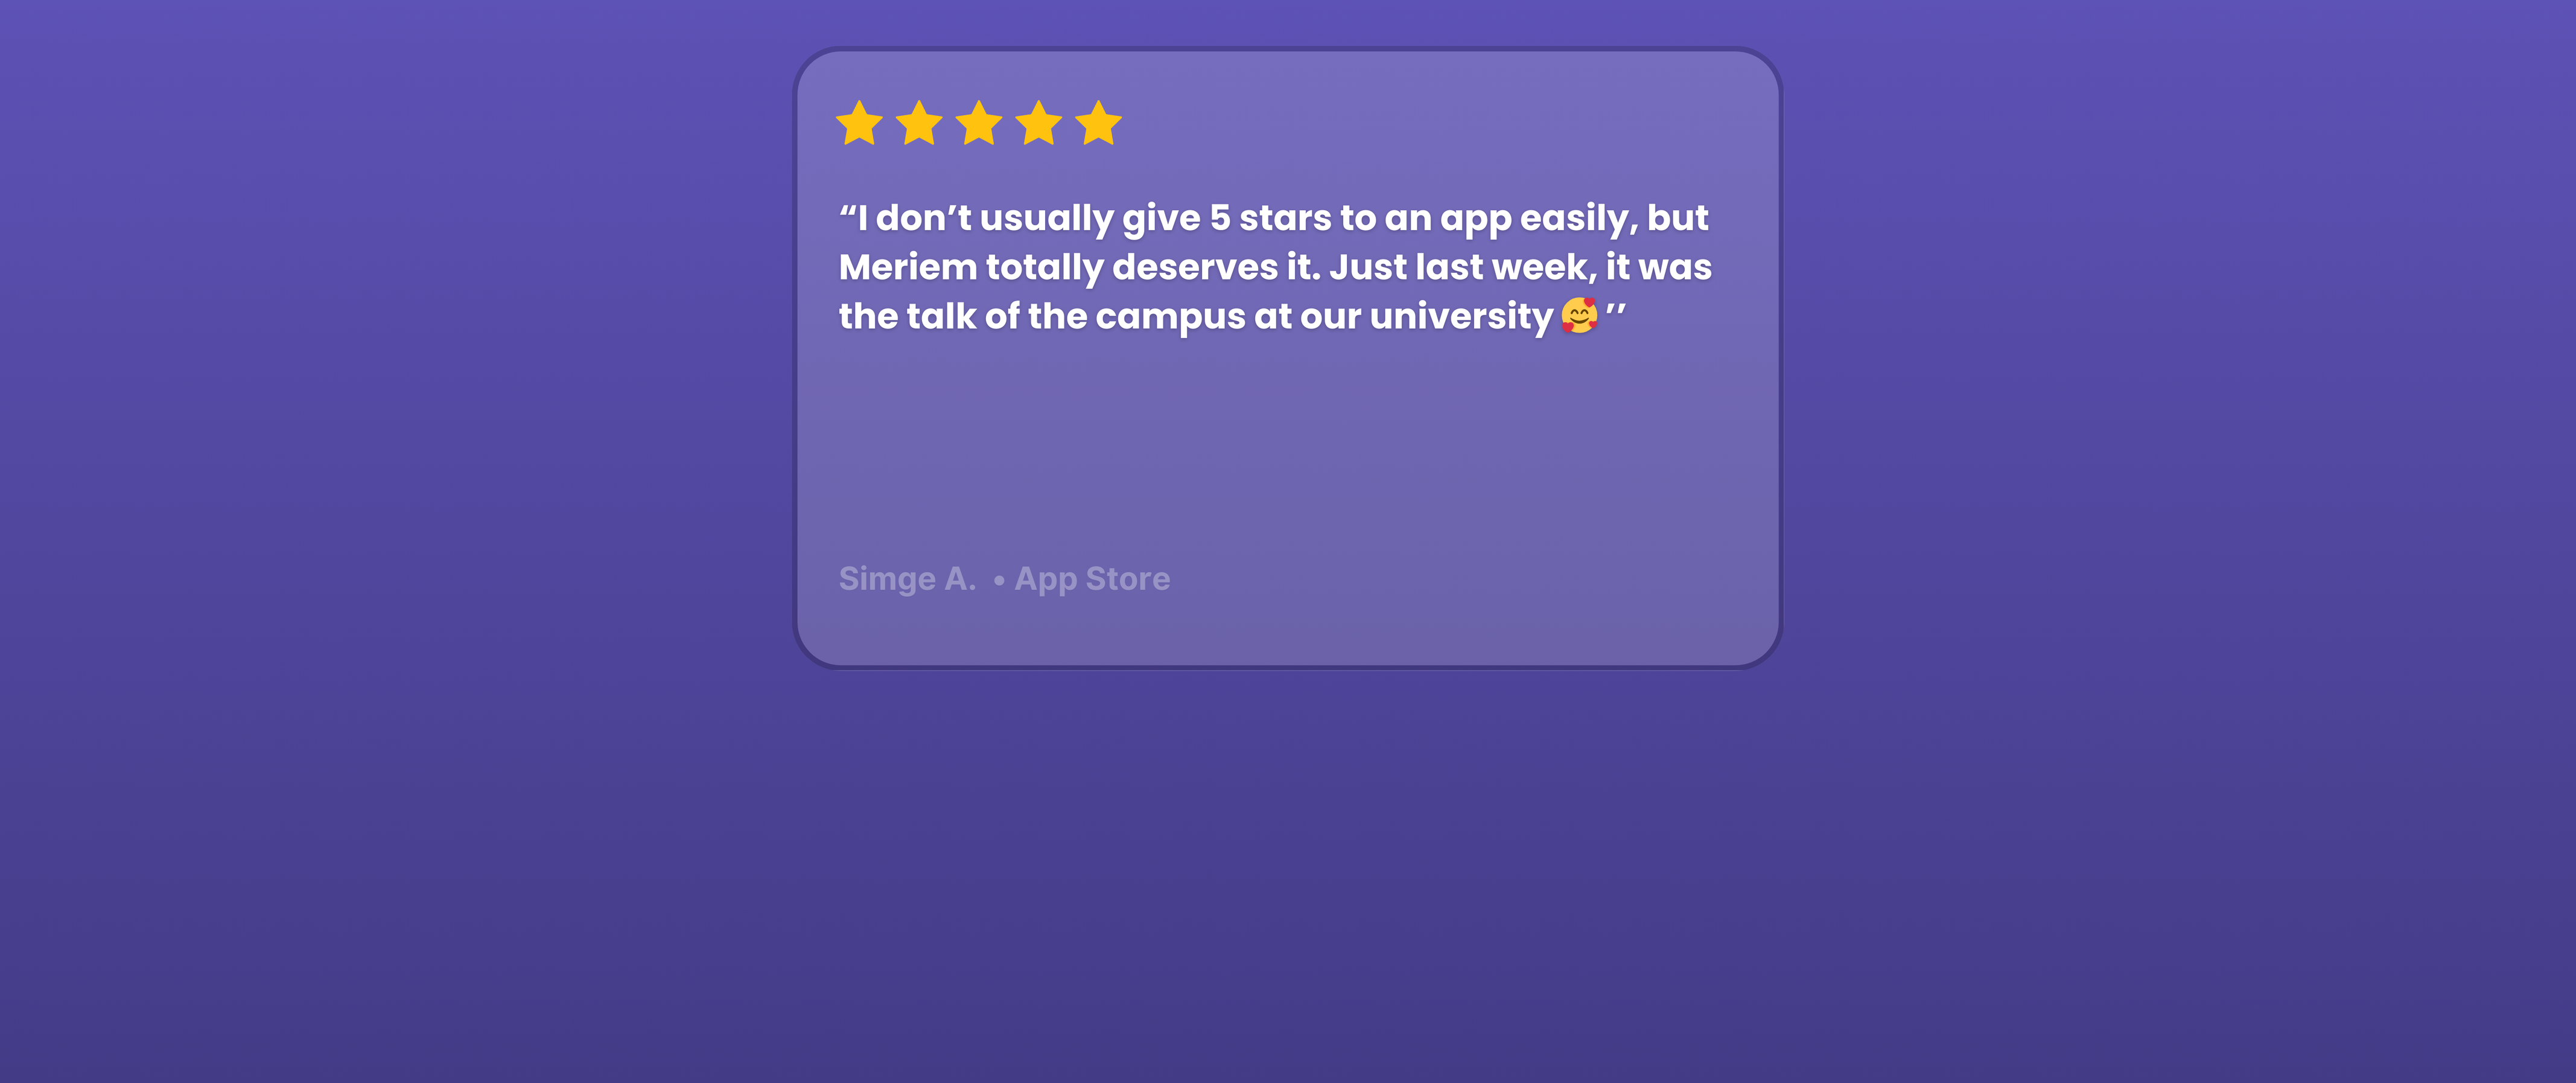 “I don’t usually give 5 stars to an app easily, but
Meriem totally deserves it. Just last week, it was
the talk of the campus at our university 🥰 ’’
Simge A. • App Store